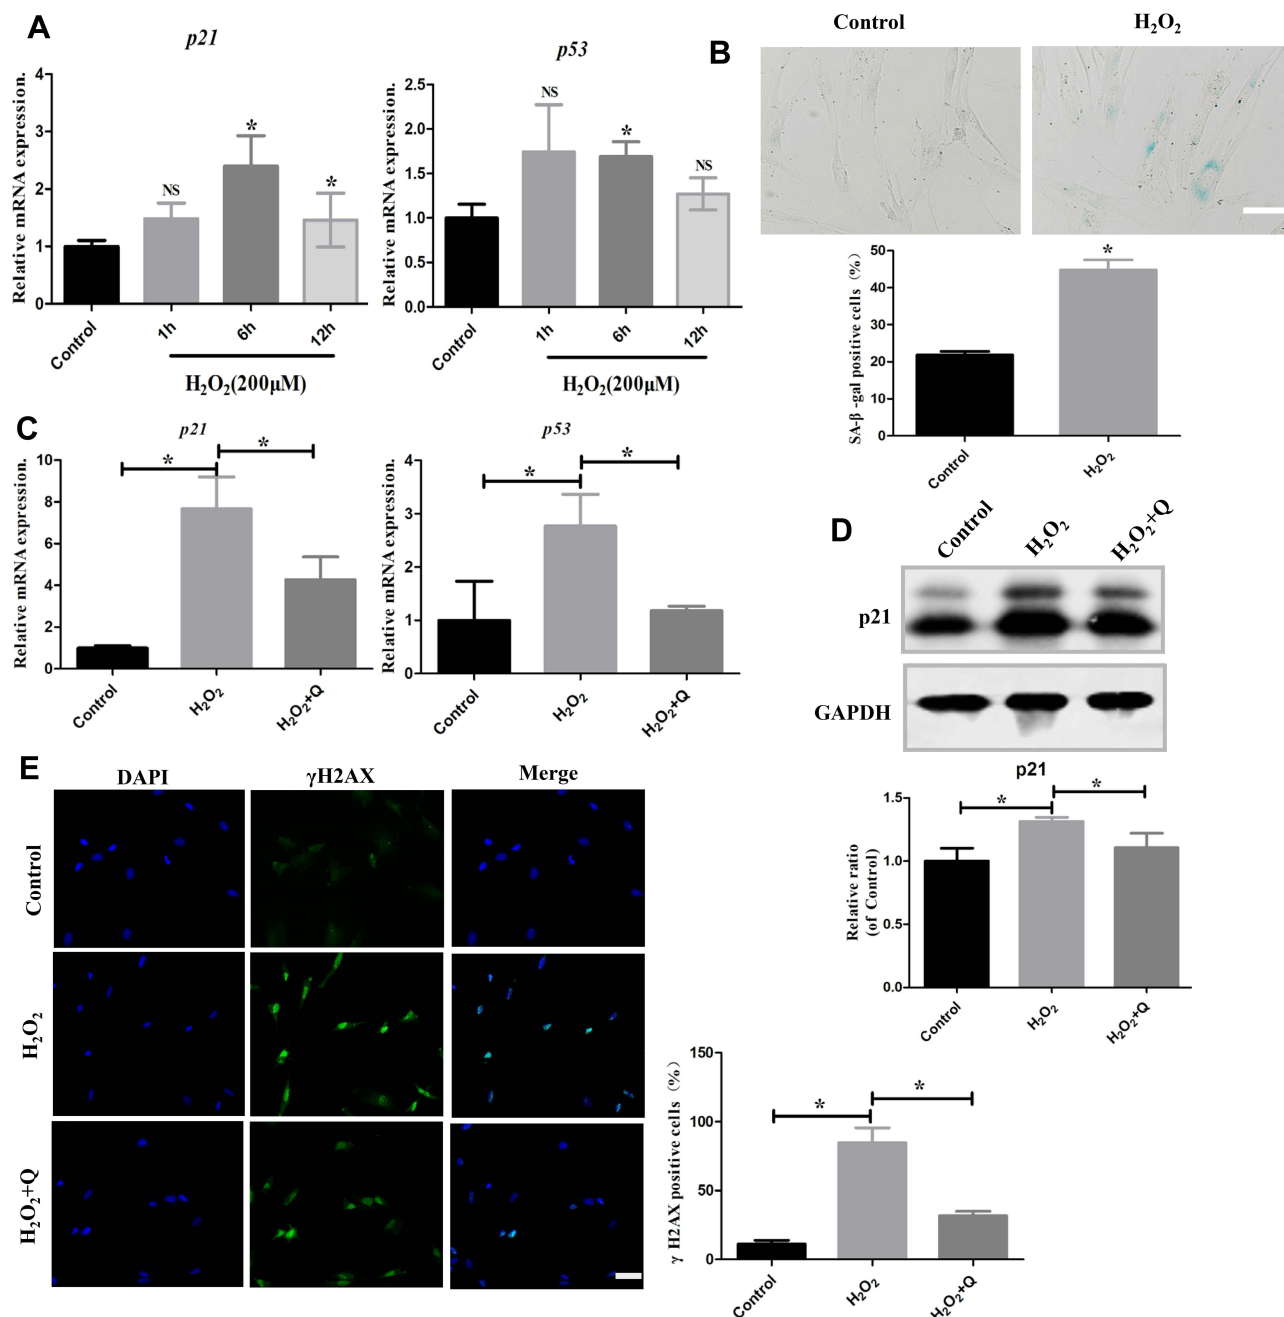 A
p21
Relative mRNA expression.
4
3
2
1
0
NS
*
*
Control
1h
6h
12h
H₂O₂(200μM)
p53
Relative mRNA expression.
2.5
2.0
1.5
1.0
0.5
0.0
NS
*
NS
Control
1h
6h
12h
H₂O₂(200μM)
B
Control
H₂O₂
SA-β -gal positive cells (%)
50
40
30
20
10
0
*
Control
H₂O₂
C
p21
Relative mRNA expression.
10
8
6
4
2
0
*
*
Control
H₂O₂
H₂O₂+Q
p53
Relative mRNA expression.
4
3
2
1
0
*
*
Control
H₂O₂
H₂O₂+Q
D
Control
H₂O₂
H₂O₂+Q
p21
GAPDH
p21
Relative ratio
(of Control)
1.5
1.0
0.5
0.0
*
*
Control
H₂O₂
H₂O₂+Q
E
DAPI
γH2AX
Merge
Control
H₂O₂
H₂O₂+Q
γ H2AX positive cells (%)
150
100
50
0
*
*
Control
H₂O₂
H₂O₂+Q